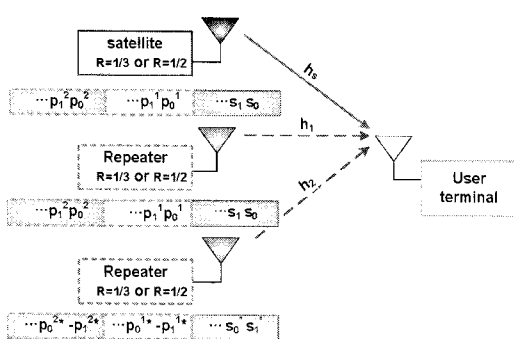 satellite
R=1/3 or R=1/2
hₛ
···p₁²p₀² ···p₁¹p₀¹ ···s₁ s₀
h₁
Repeater
R=1/3 or R=1/2
h₂
User
terminal
···p₁²p₀² ···p₁¹p₀¹ ···s₁ s₀
Repeater
R=1/3 or R=1/2
···p₀²* -p₁²* ···p₀¹* -p₁¹* ···s₀* s₁*